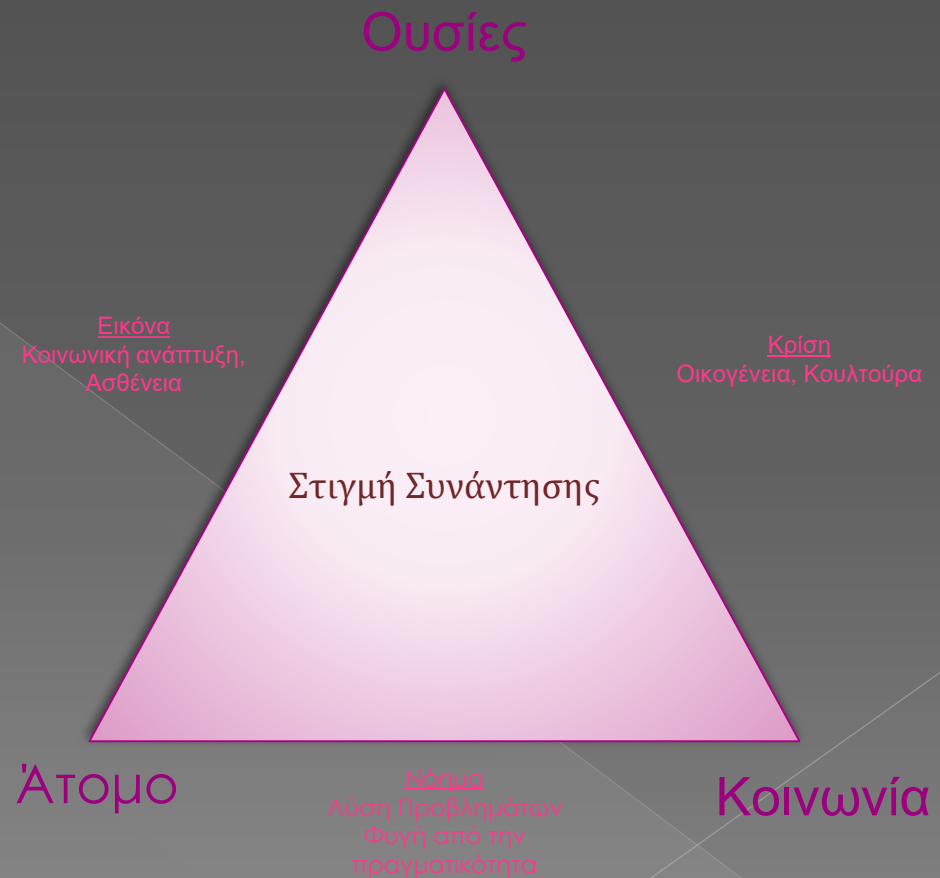 Ουσίες
Εικόνα
Κοινωνική ανάπτυξη,
Ασθένεια
Κρίση
Οικογένεια, Κουλτούρα
Στιγμή Συνάντησης
Άτομο
Νόημα
Λύση Προβλημάτων
Φυγή από την
πραγματικότητα
Κοινωνία